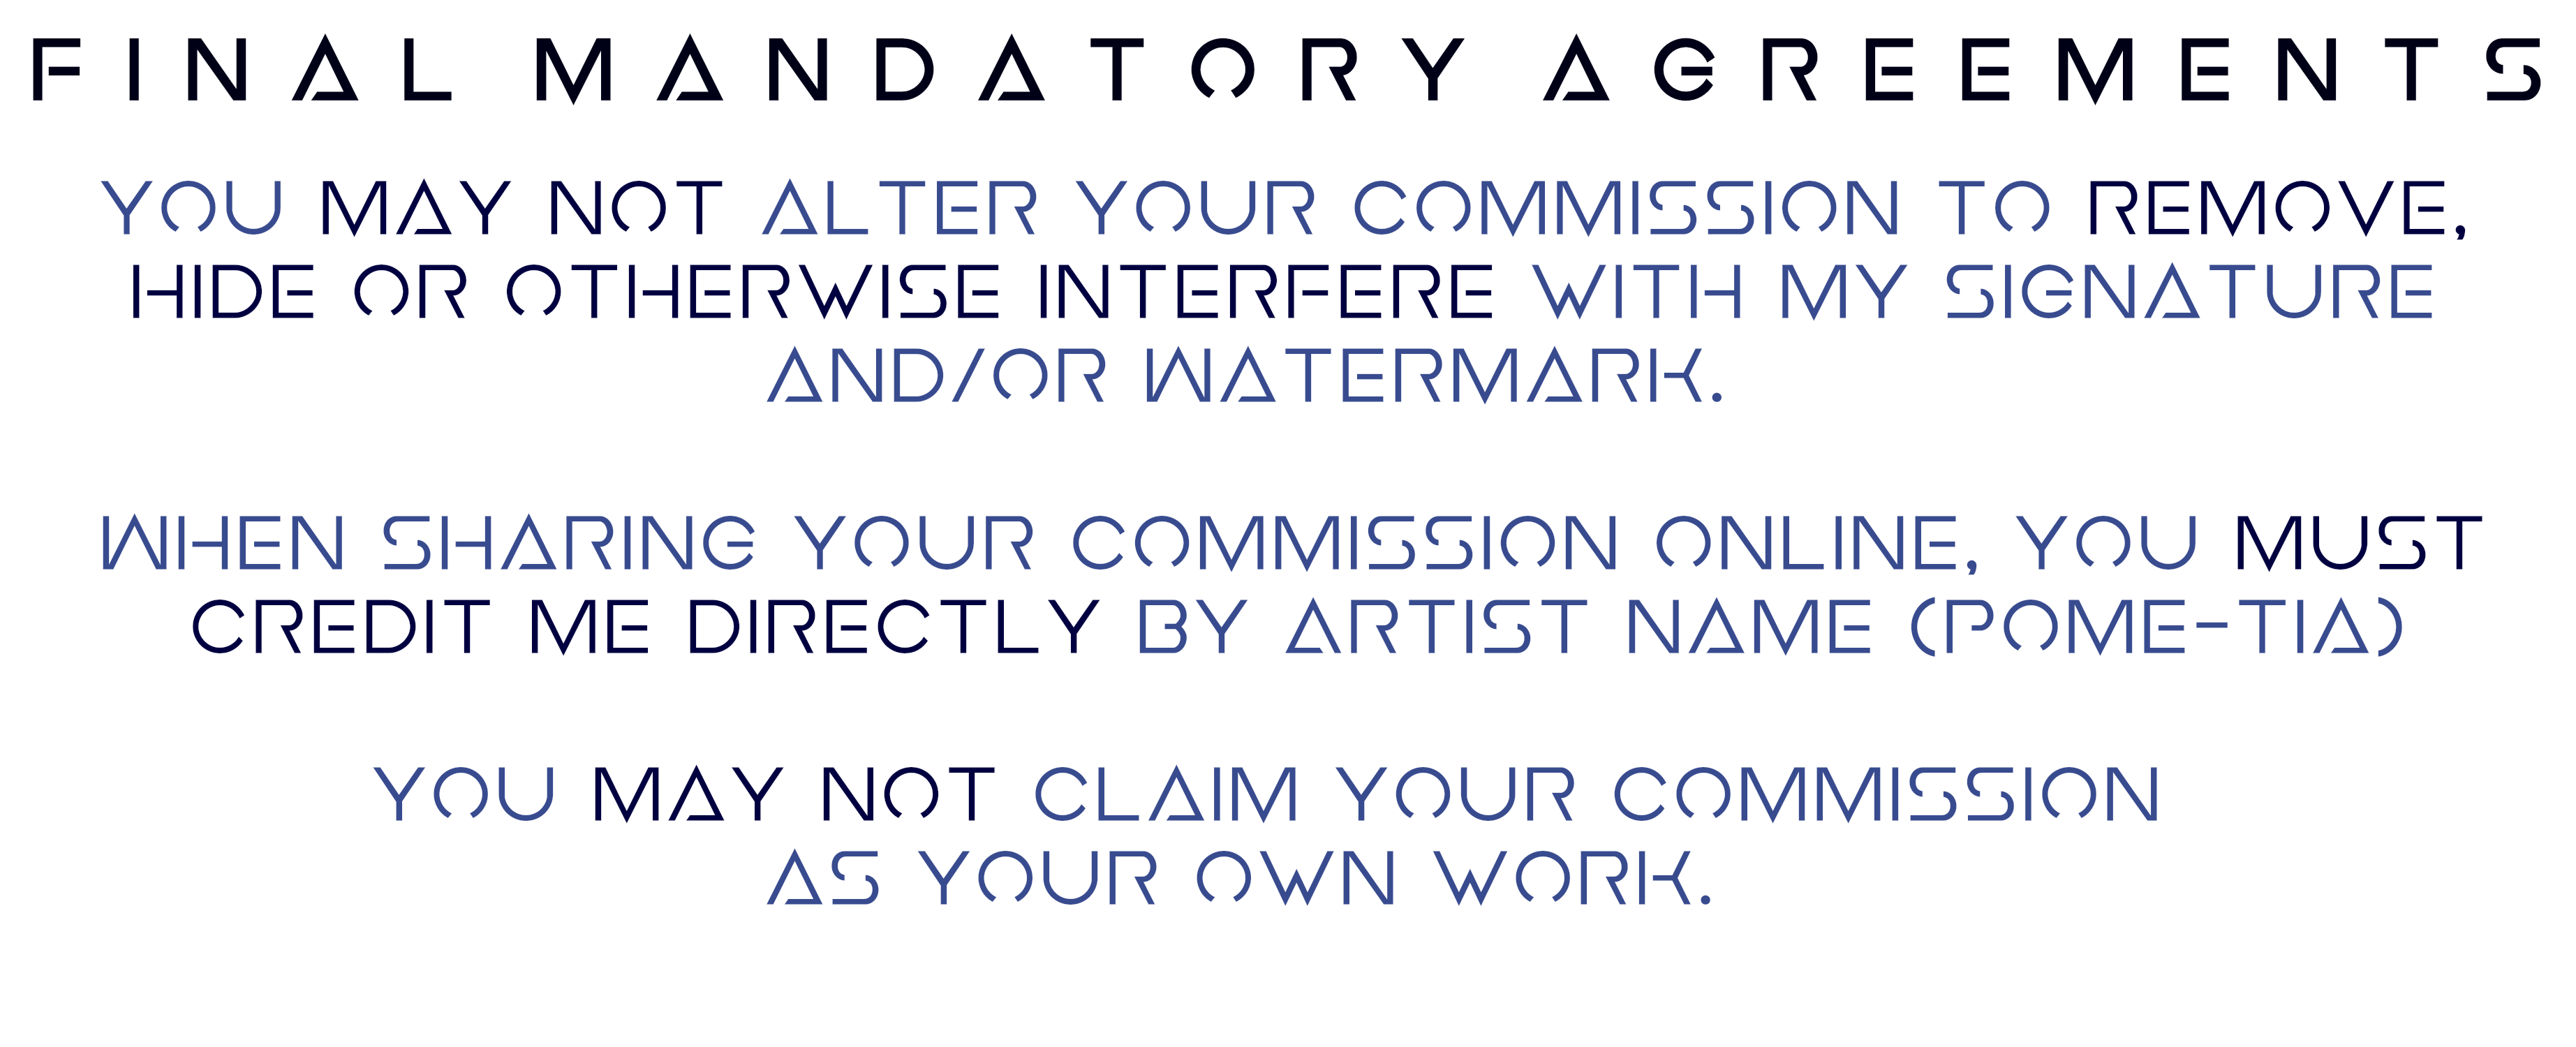 FINAL MANDATORY AGREEMENTS
YOU MAY NOT ALTER YOUR COMMISSION TO REMOVE,
HIDE OR OTHERWISE INTERFERE WITH MY SIGNATURE
AND/OR WATERMARK.
WHEN SHARING YOUR COMMISSION ONLINE, YOU MUST
CREDIT ME DIRECTLY BY ARTIST NAME (POME-TIA)
YOU MAY NOT CLAIM YOUR COMMISSION
AS YOUR OWN WORK.